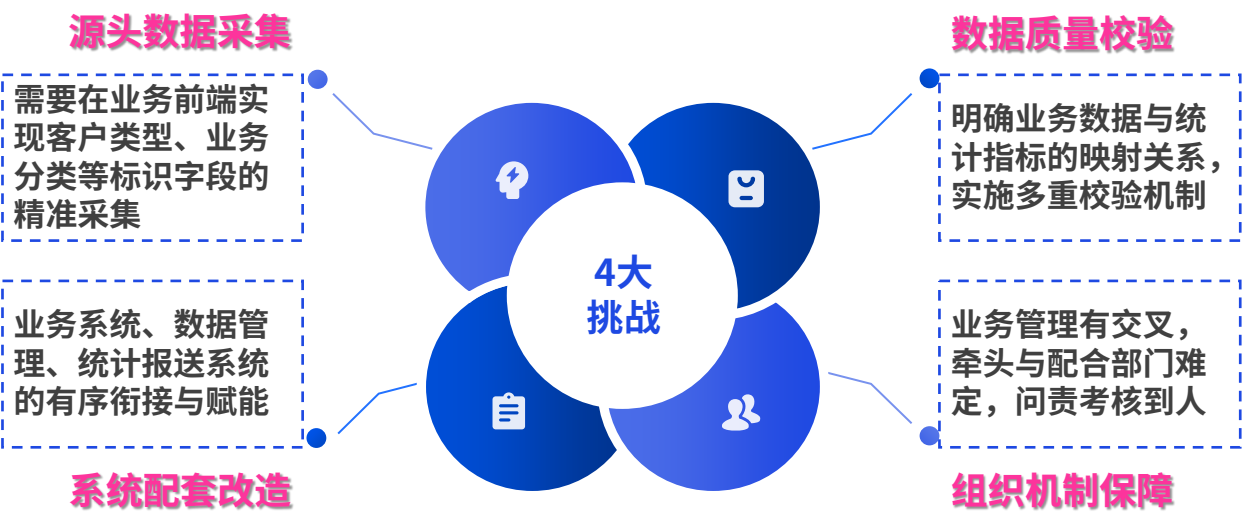 源头数据采集
需要在业务前端实
现客户类型、业务
分类等标识字段的
精准采集
数据质量校验
明确业务数据与统
计指标的映射关系，
实施多重校验机制
4大
挑战
业务系统、数据管
理、统计报送系统
的有序衔接与赋能
系统配套改造
业务管理有交叉，
牵头与配合部门难
定，问责考核到人
组织机制保障